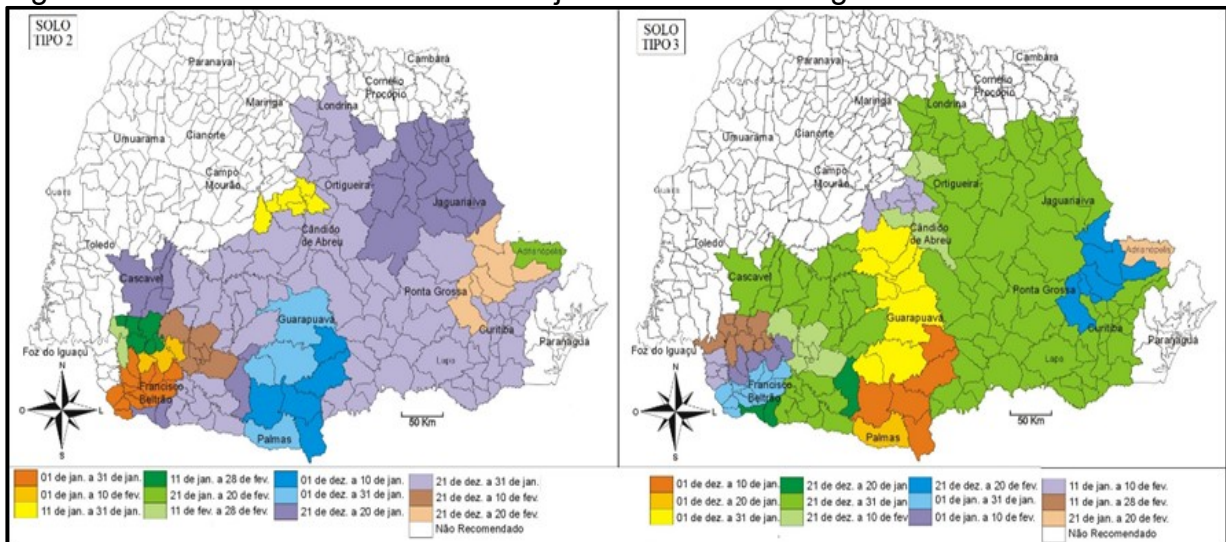 SOLO
TIPO 2
Paranavaí
Cambára
Cornélio
Procópio
Londrina
Maringá
Umuarama
Cianorte
Campo
Mourão
Ortigueira
Jaguariaíva
Toledo
Cândido
de Abreu
Adrianópolis
Cascavel
Ponta Grossa
Guarapuava
Curitiba
Paranaguá
Foz do Iguaçu
Lapa
Francisco
Beltrão
N
O
L
S
50 Km
Palmas
01 de jan. a 31 de jan.
01 de jan. a 10 de fev.
11 de jan. a 31 de jan.
11 de jan. a 28 de fev.
21 de jan. a 20 de fev.
11 de fev. a 28 de fev.
01 de dez. a 10 de jan.
01 de dez. a 31 de jan.
21 de dez. a 20 de jan.
21 de dez. a 31 de jan.
21 de dez. a 10 de fev.
21 de dez. a 20 de fev.
Não Recomendado
SOLO
TIPO 3
Paranavaí
Cambára
Cornélio
Procópio
Londrina
Maringá
Umuarama
Cianorte
Campo
Mourão
Ortigueira
Jaguariaíva
Toledo
Cândido
de Abreu
Adrianópolis
Cascavel
Ponta Grossa
Guarapuava
Curitiba
Paranaguá
Foz do Iguaçu
Lapa
Francisco
Beltrão
N
O
L
S
50 Km
Palmas
01 de dez. a 10 de jan.
01 de dez. a 20 de jan.
01 de dez. a 31 de jan.
21 de dez. a 20 de jan
21 de dez. a 31 de jan
21 de dez. a 10 de fev
21 de dez. a 20 de fev.
01 de jan. a 31 de jan.
01 de jan. a 10 de fev.
11 de jan. a 10 de fev.
11 de jan. a 28 de fev.
21 de jan. a 20 de fev.
Não Recomendado